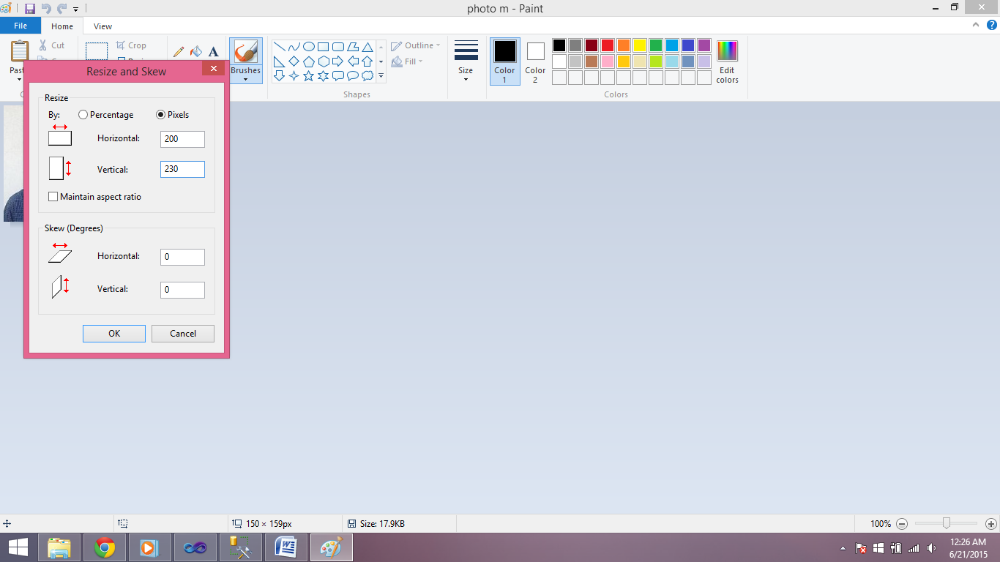 photo m - Paint
File Home View
Cut Crop
Paste Brushes
Outline
Fill
Size Color 1 Color 2 Edit colors
Shapes Colors
Resize and Skew
Resize
By: Percentage Pixels
Horizontal: 200
Vertical: 230
Maintain aspect ratio
Skew (Degrees)
Horizontal: 0
Vertical: 0
OK Cancel
150 × 159px Size: 17.9KB 100%
12:26 AM
6/21/2015